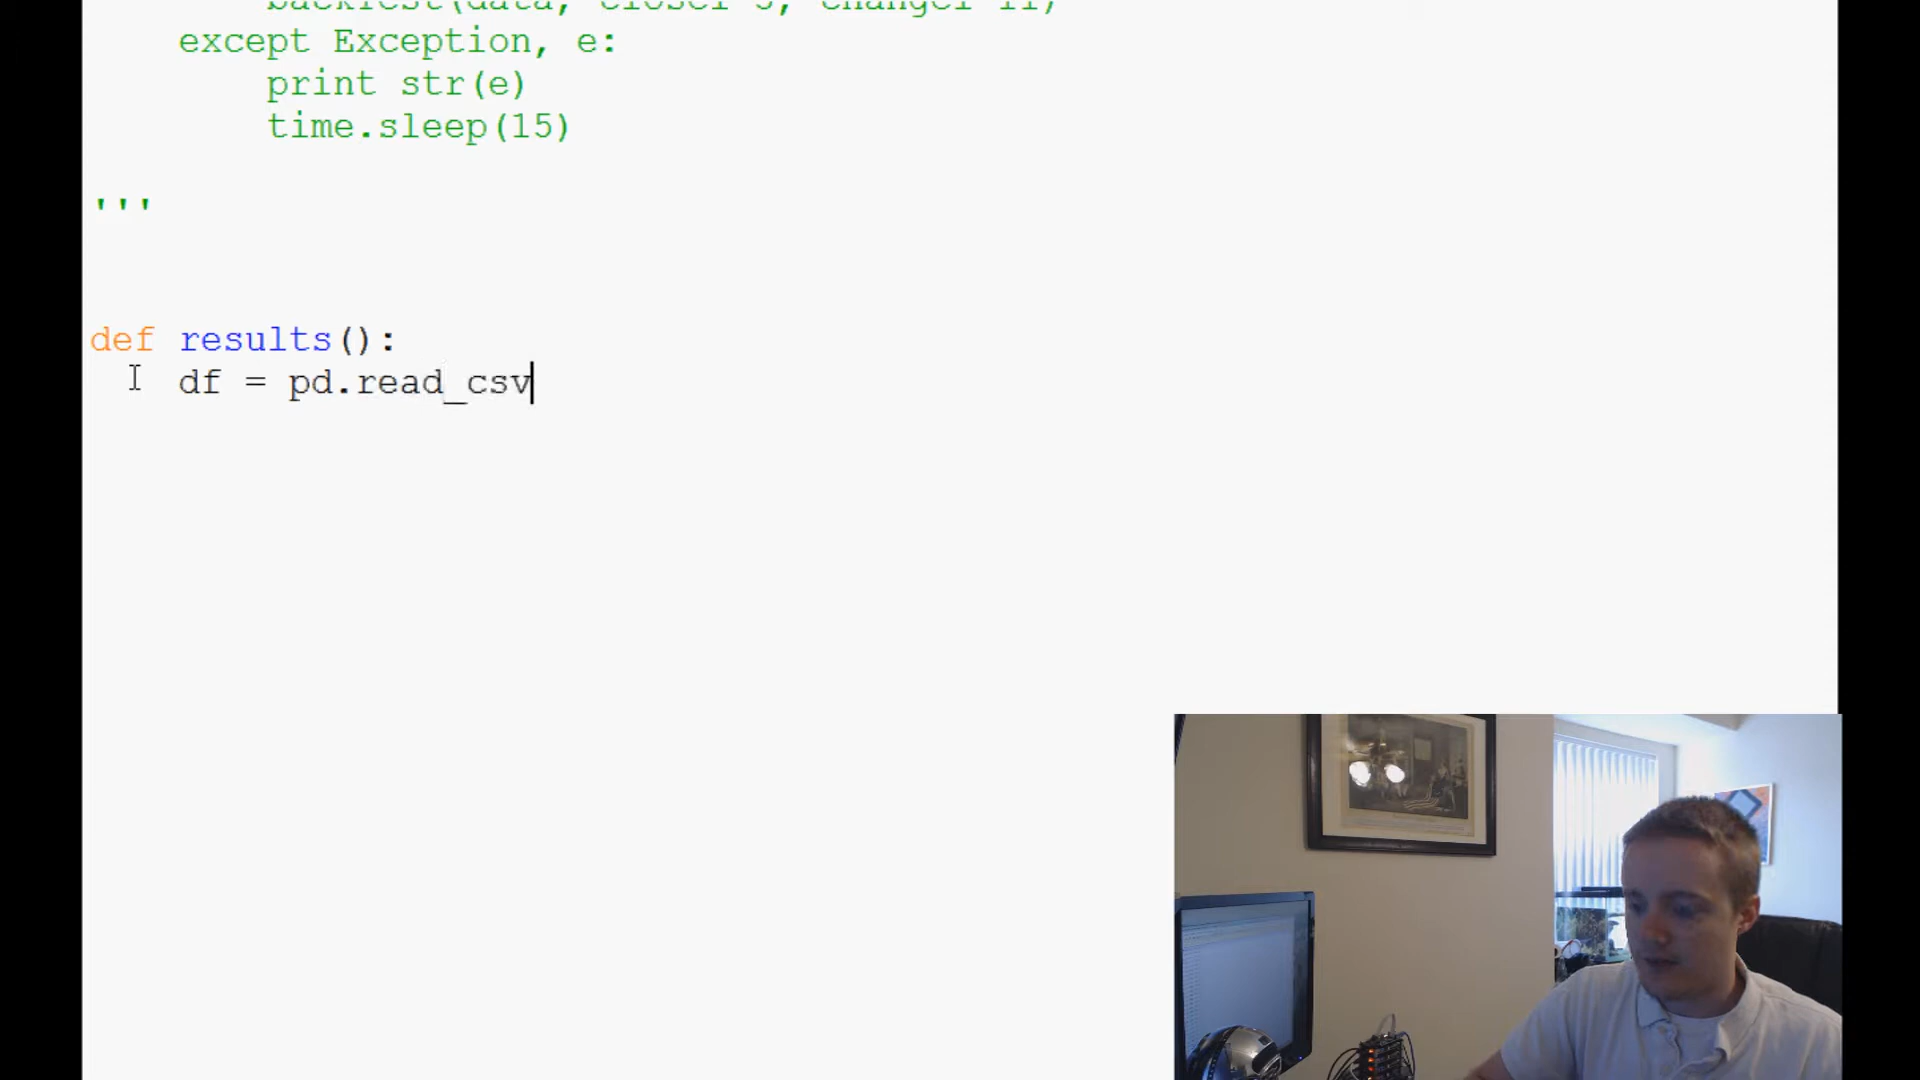 except Exception, e:
print str(e)
time.sleep(15)
'''
def results():
df = pd.read_csv